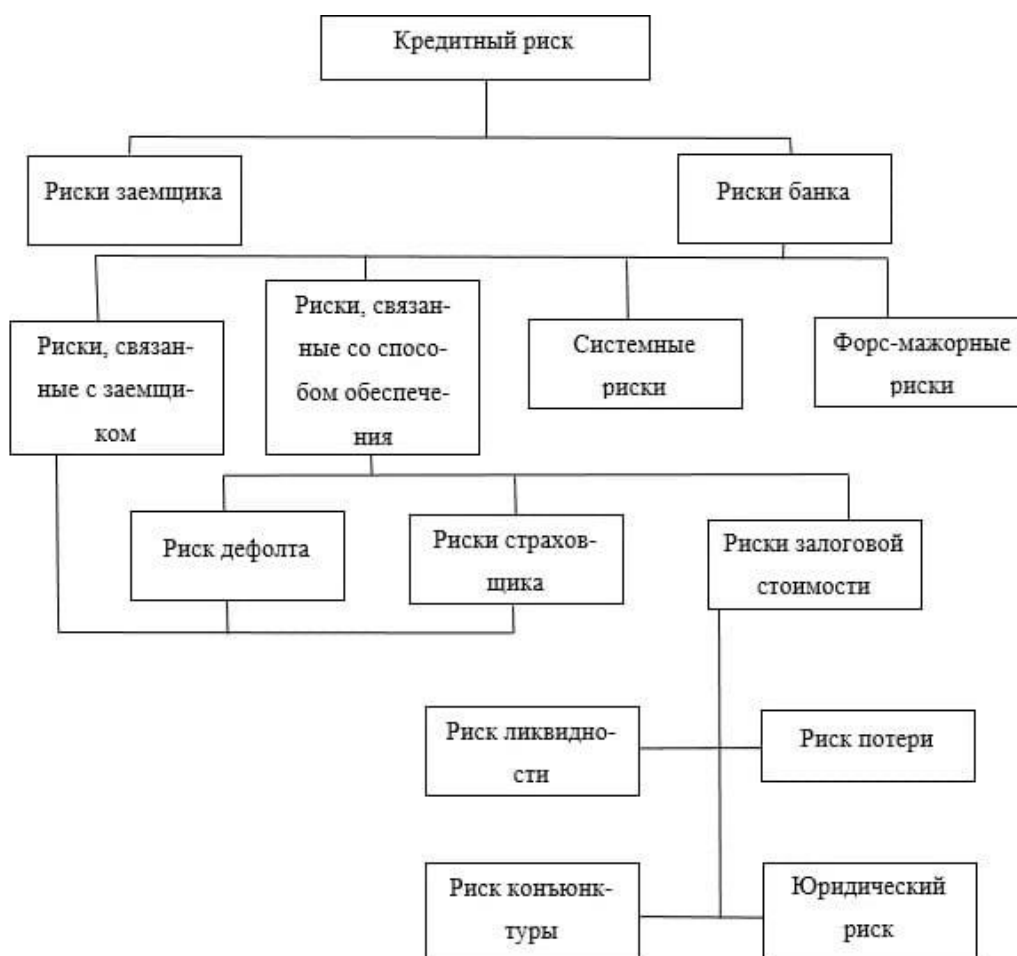 Кредитный риск
Риски заемщика
Риски банка
Риски, связан-
ные с заемщи-
ком
Риски, связан-
ные со спосо-
бом обеспече-
ния
Системные
риски
Форс-мажорные
риски
Риск дефолта
Риски страхов-
щика
Риски залоговой
стоимости
Риск ликвидно-
сти
Риск потери
Риск конъюнк-
туры
Юридический
риск